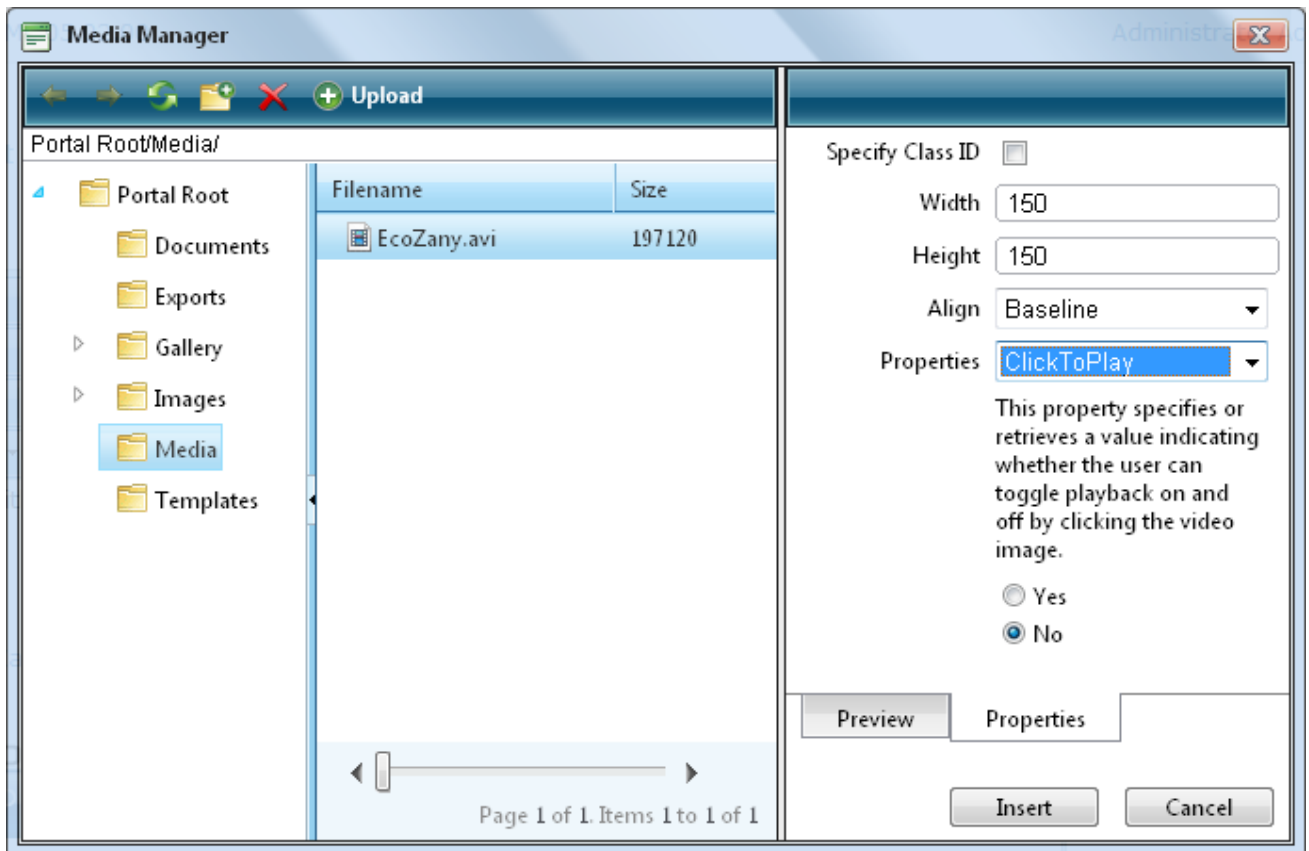 Media Manager
Upload
Portal Root/Media/
Portal Root
Documents
Exports
Gallery
Images
Media
Templates
Filename Size
EcoZany.avi 197120
Page 1 of 1. Items 1 to 1 of 1
Specify Class ID
Width 150
Height 150
Align Baseline
Properties ClickToPlay
This property specifies or
retrieves a value indicating
whether the user can
toggle playback on and
off by clicking the video
image.
Yes
No
Preview Properties
Insert Cancel